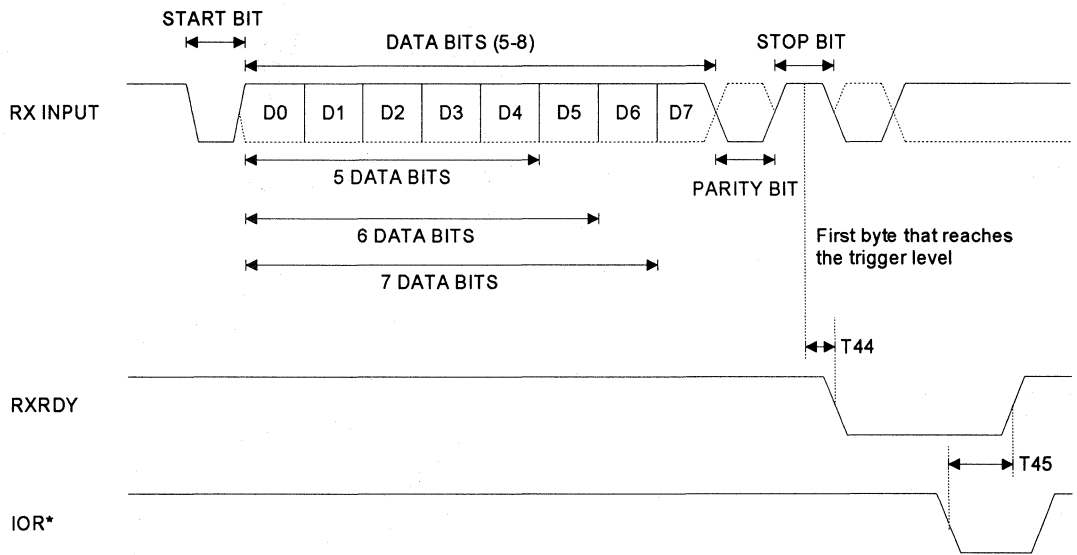 START BIT
DATA BITS (5-8)
STOP BIT
RX INPUT
D0 D1 D2 D3 D4 D5 D6 D7
5 DATA BITS
PARITY BIT
6 DATA BITS
7 DATA BITS
First byte that reaches
the trigger level
T44
RXRDY
T45
IOR*